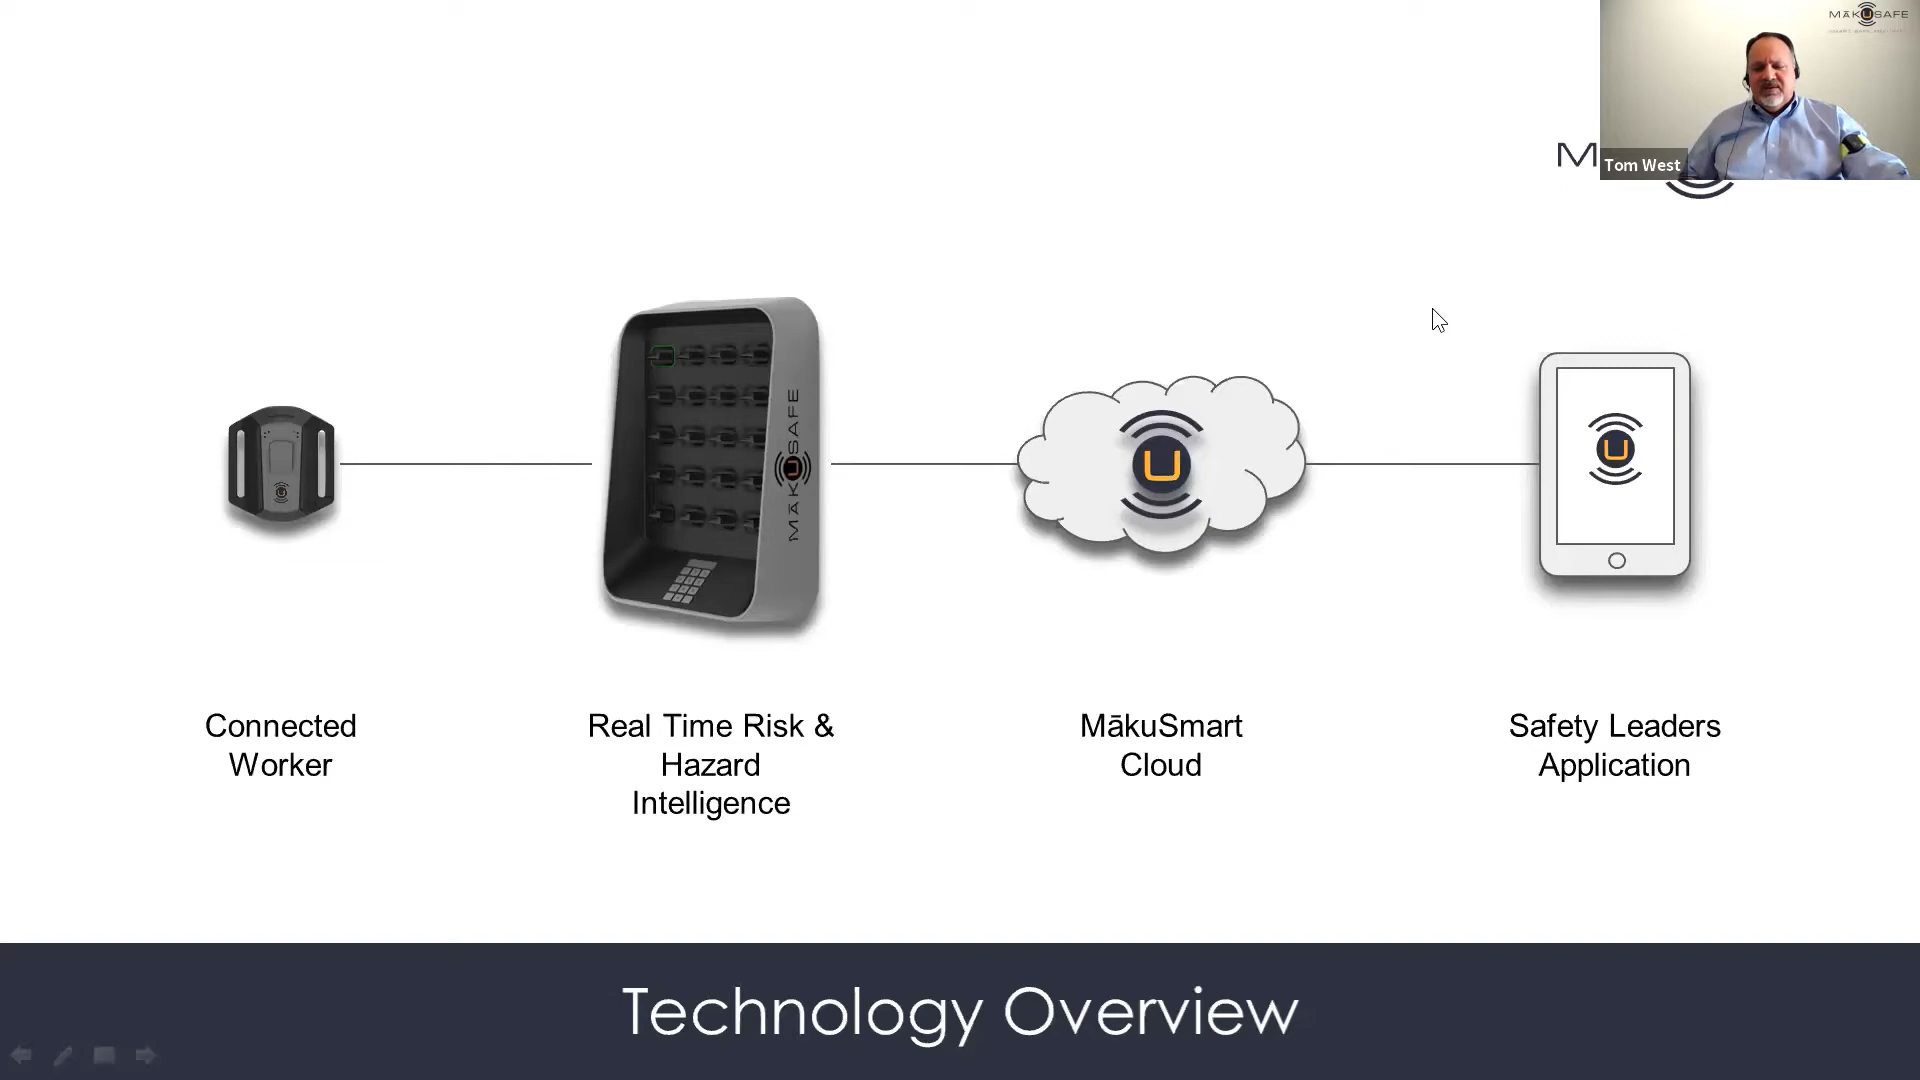 MĀKUSAFE
M
Tom West
MĀKUSAFE
Connected
Worker
Real Time Risk &
Hazard
Intelligence
MākuSmart
Cloud
Safety Leaders
Application
Technology Overview